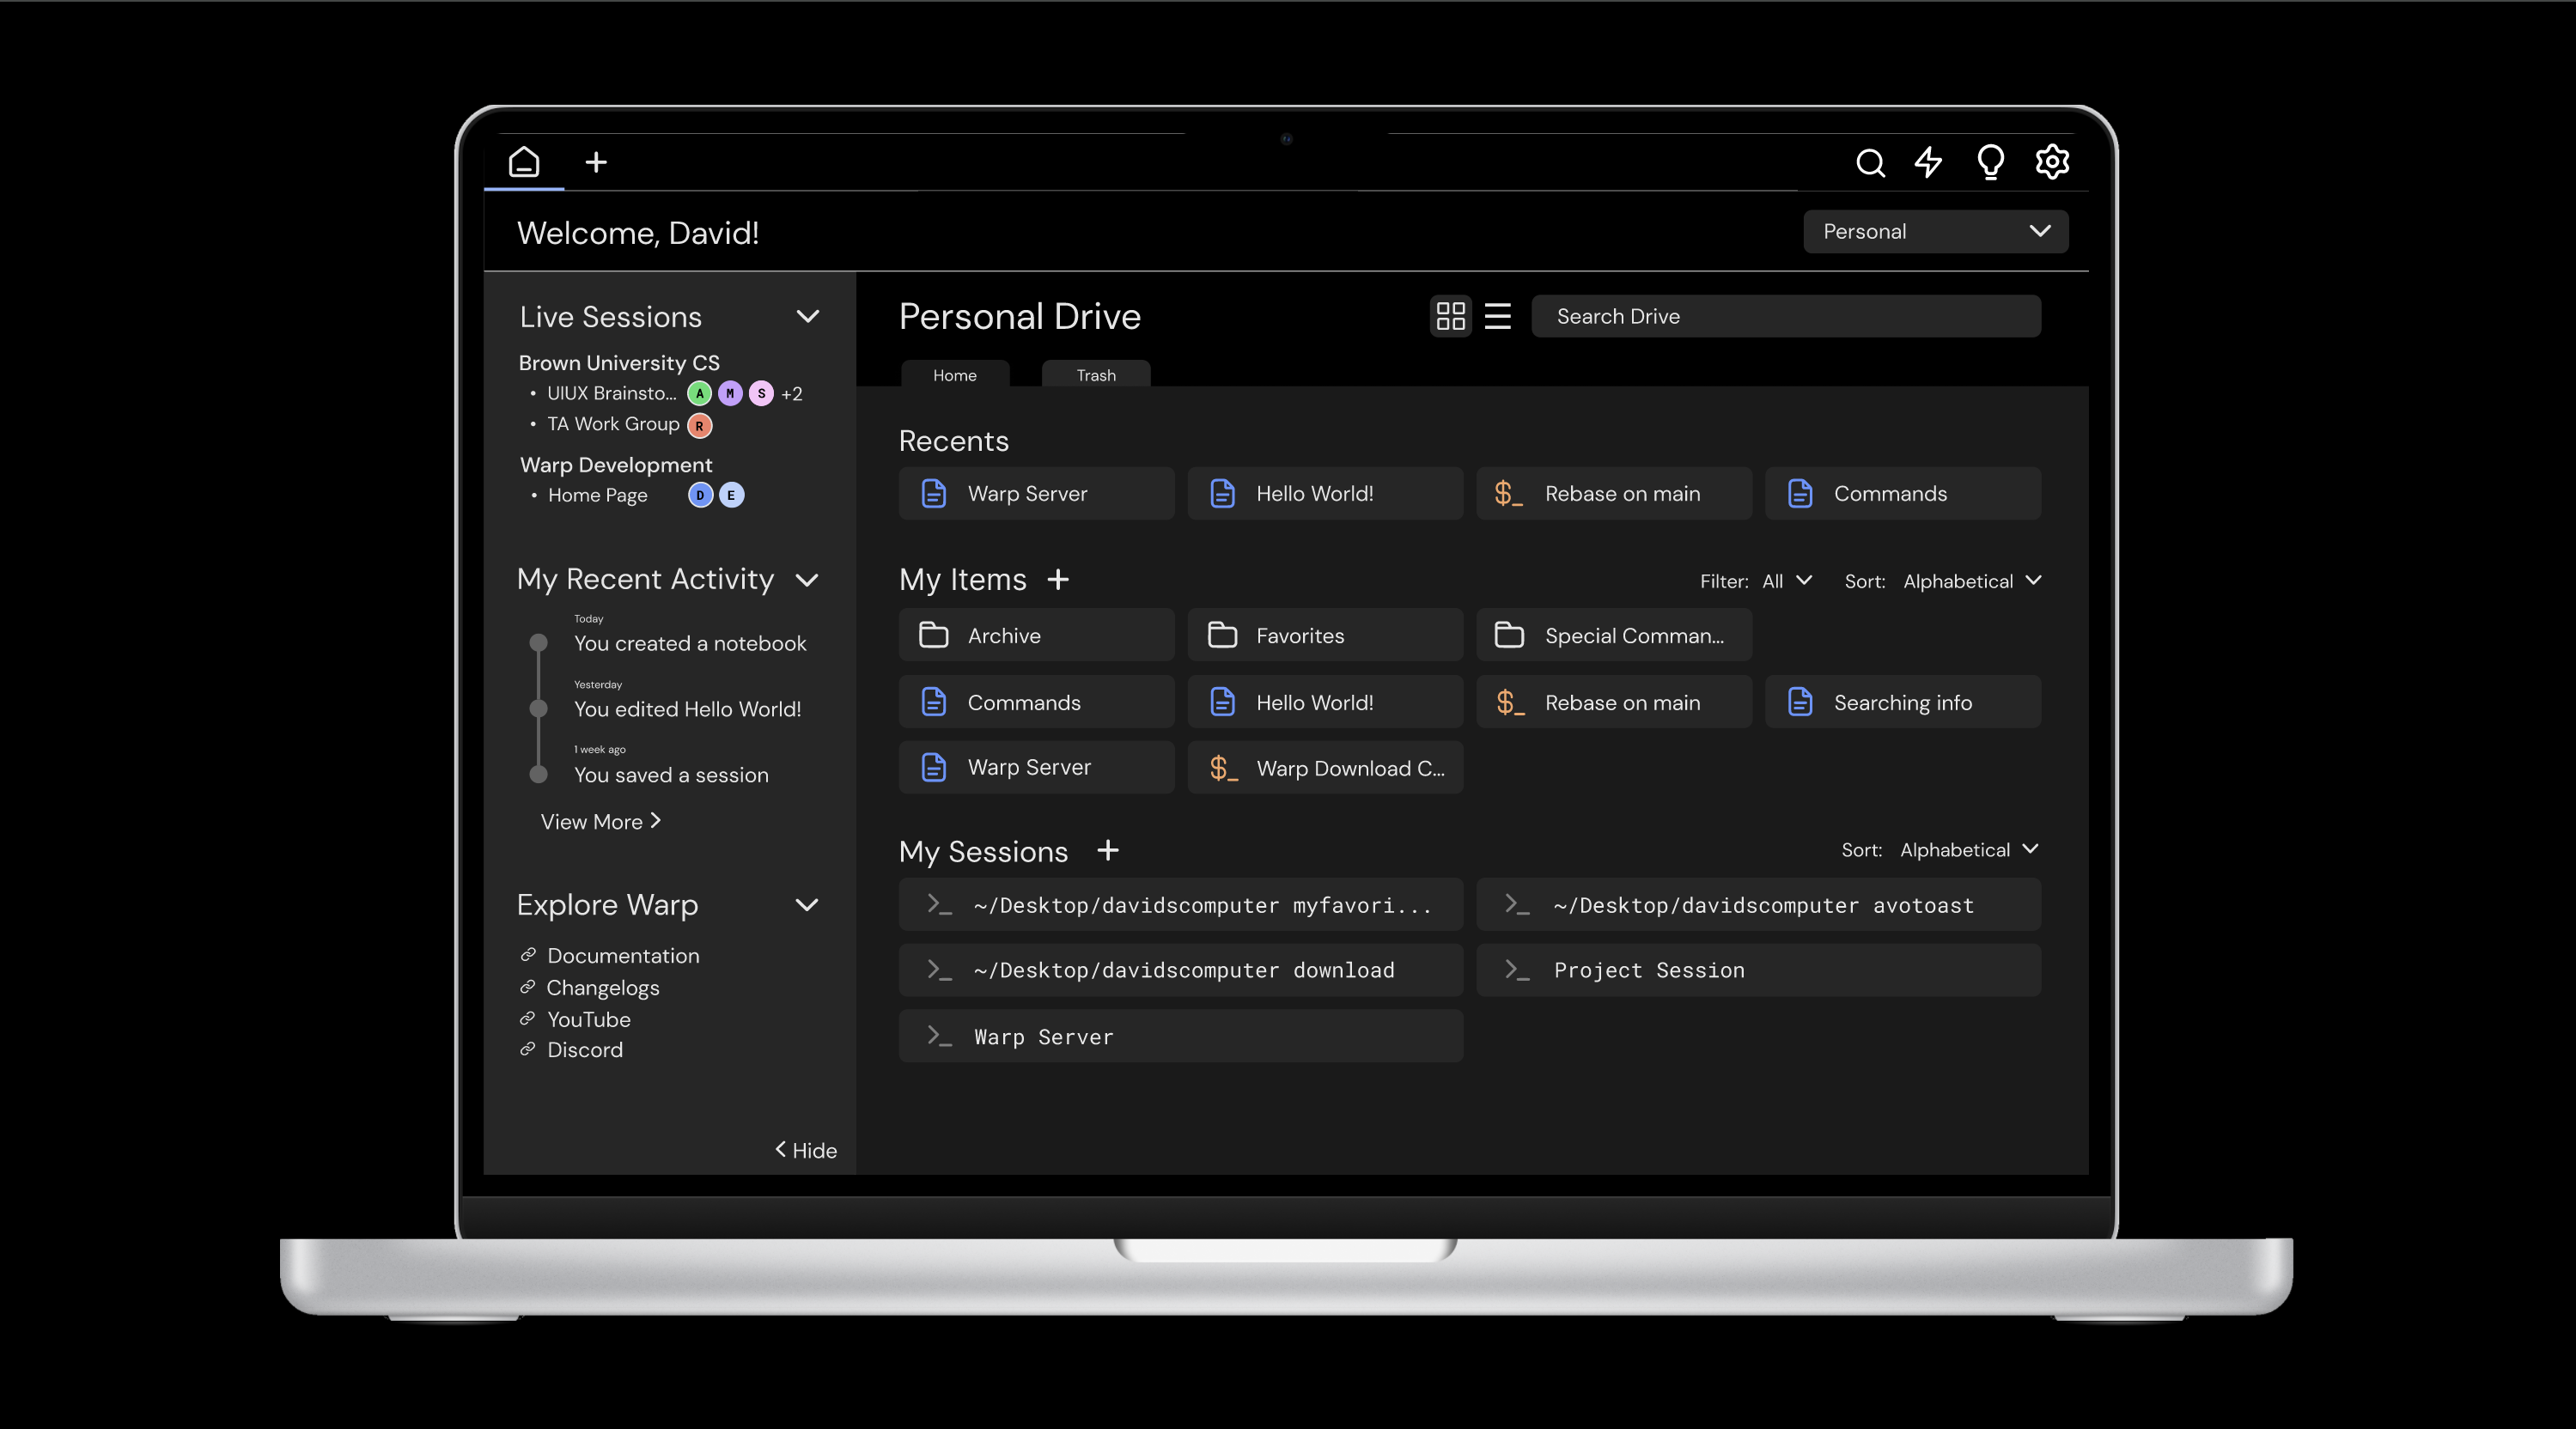 Welcome, David!
Personal
Live Sessions
Brown University CS
• UIUX Brainsto... A M S +2
• TA Work Group R
Warp Development
• Home Page D E
My Recent Activity
Today
You created a notebook
Yesterday
You edited Hello World!
1 week ago
You saved a session
View More >
Explore Warp
Documentation
Changelogs
YouTube
Discord
< Hide
Personal Drive
Search Drive
Home Trash
Recents
Warp Server
Hello World!
$_ Rebase on main
Commands
My Items +
Filter: All Sort: Alphabetical
Archive
Favorites
Special Comman...
Commands
Hello World!
$_ Rebase on main
Searching info
Warp Server
$_ Warp Download C...
My Sessions +
Sort: Alphabetical
>_ ~/Desktop/davidscomputer myfavori...
>_ ~/Desktop/davidscomputer avotoast
>_ ~/Desktop/davidscomputer download
>_ Project Session
>_ Warp Server